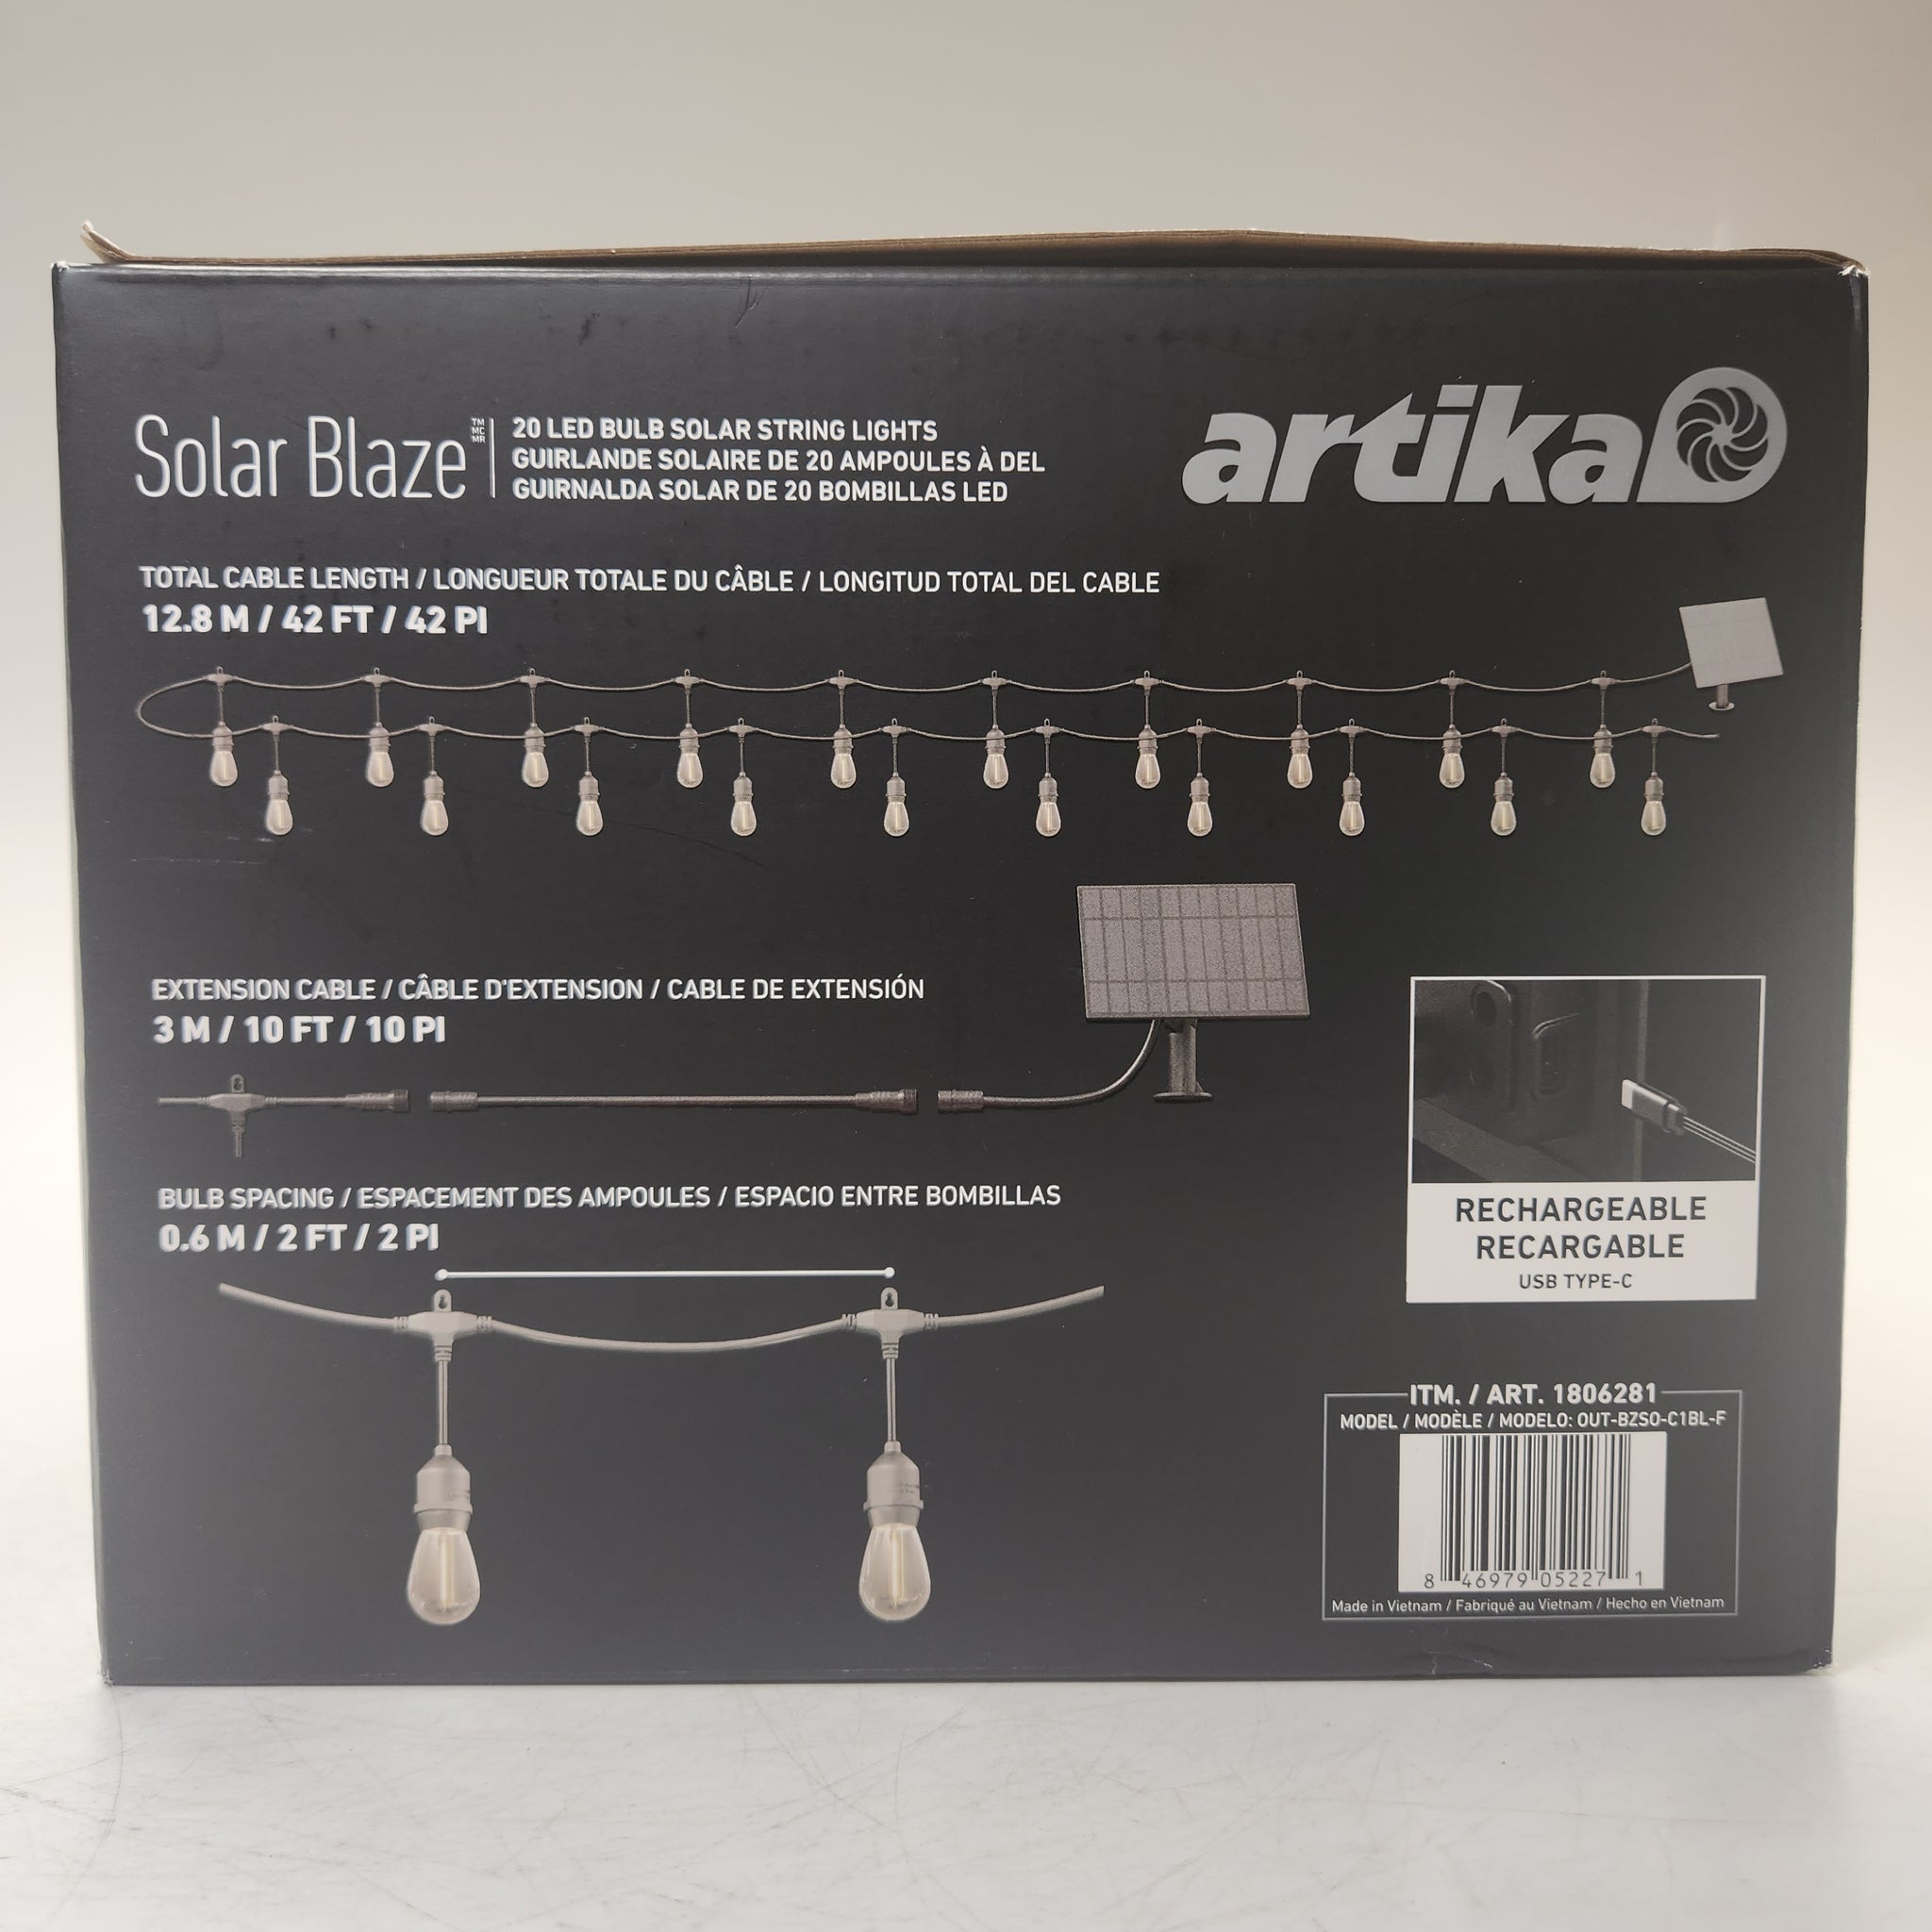 Solar Blaze TM MC MR
20 LED BULB SOLAR STRING LIGHTS
GUIRLANDE SOLAIRE DE 20 AMPOULES À DEL
GUIRNALDA SOLAR DE 20 BOMBILLAS LED
artika
TOTAL CABLE LENGTH / LONGUEUR TOTALE DU CÂBLE / LONGITUD TOTAL DEL CABLE
12.8 M / 42 FT / 42 PI
EXTENSION CABLE / CÂBLE D'EXTENSION / CABLE DE EXTENSIÓN
3 M / 10 FT / 10 PI
BULB SPACING / ESPACEMENT DES AMPOULES / ESPACIO ENTRE BOMBILLAS
0.6 M / 2 FT / 2 PI
RECHARGEABLE
RECARGABLE
USB TYPE-C
ITM. / ART. 1806281
MODEL / MODÈLE / MODELO: OUT-BZSO-C1BL-F
8 46979 05227 1
Made in Vietnam / Fabriqué au Vietnam / Hecho en Vietnam